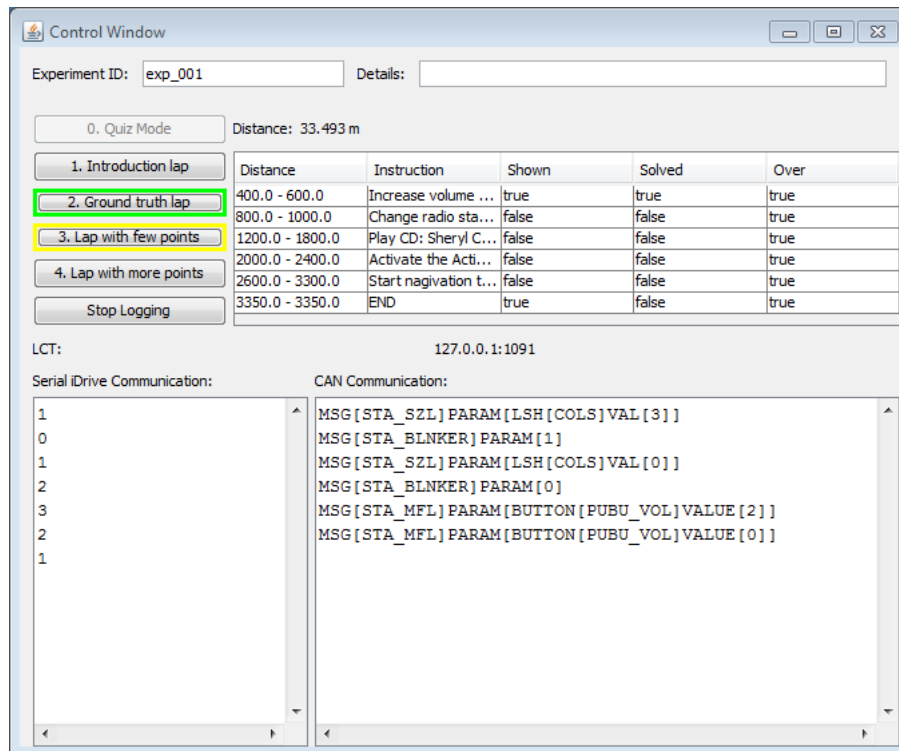 Control Window
Experiment ID: exp_001 Details:
0. Quiz Mode Distance: 33.493 m
1. Introduction lap
2. Ground truth lap
3. Lap with few points
4. Lap with more points
Stop Logging
Distance Instruction Shown Solved Over
400.0 - 600.0 Increase volume ... true true true
800.0 - 1000.0 Change radio sta... false false true
1200.0 - 1800.0 Play CD: Sheryl C... false false true
2000.0 - 2400.0 Activate the Acti... false false true
2600.0 - 3300.0 Start nagivation t... false false true
3350.0 - 3350.0 END true false true
LCT: 127.0.0.1:1091
Serial iDrive Communication: CAN Communication:
1 MSG[STA_SZL]PARAM[LSH[COLS]VAL[3]]
0 MSG[STA_BLNKER]PARAM[1]
1 MSG[STA_SZL]PARAM[LSH[COLS]VAL[0]]
2 MSG[STA_BLNKER]PARAM[0]
3 MSG[STA_MFL]PARAM[BUTTON[PUBU_VOL]VALUE[2]]
2 MSG[STA_MFL]PARAM[BUTTON[PUBU_VOL]VALUE[0]]
1